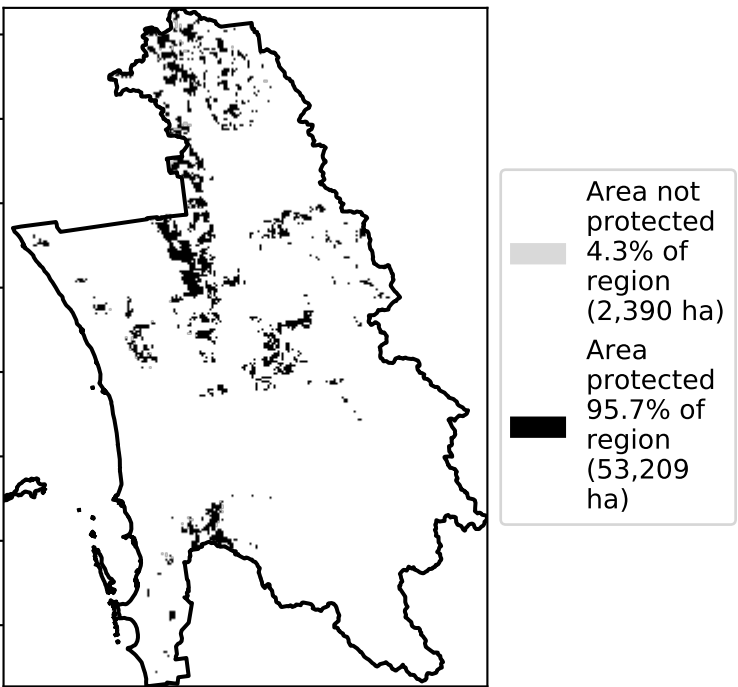 Area not
protected
4.3% of
region
(2,390 ha)
Area
protected
95.7% of
region
(53,209
ha)